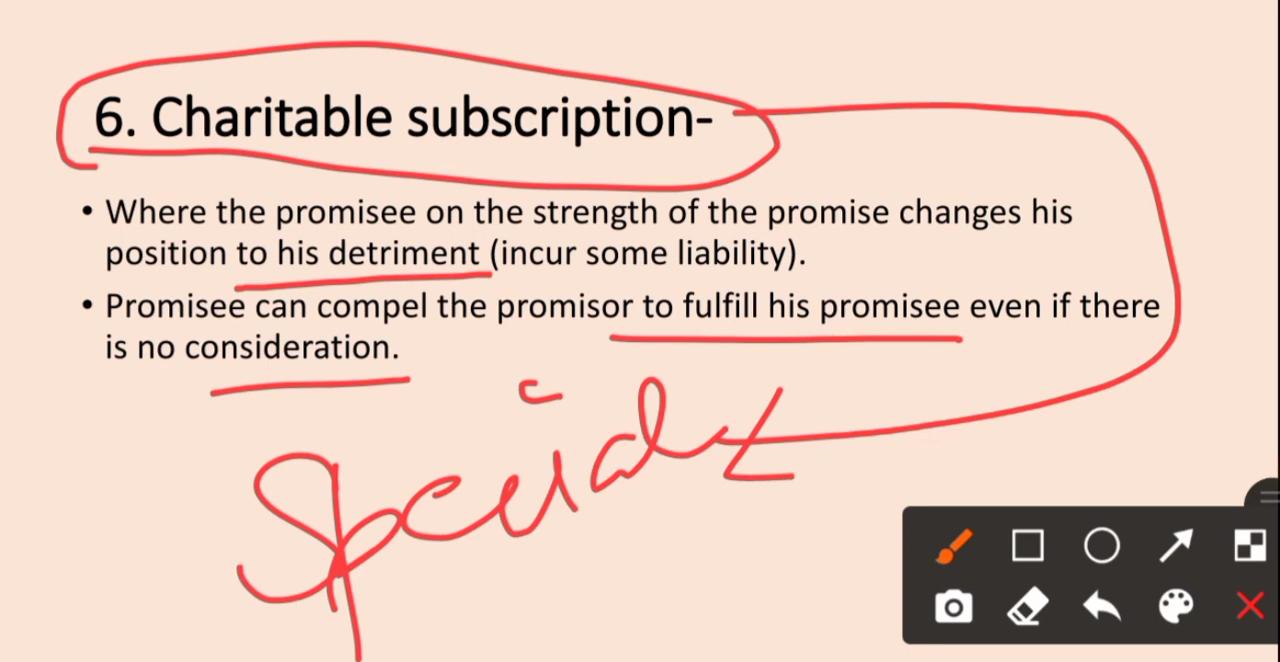 6. Charitable subscription-
• Where the promisee on the strength of the promise changes his
position to his detriment (incur some liability).
• Promisee can compel the promisor to fulfill his promisee even if there
is no consideration.
Special